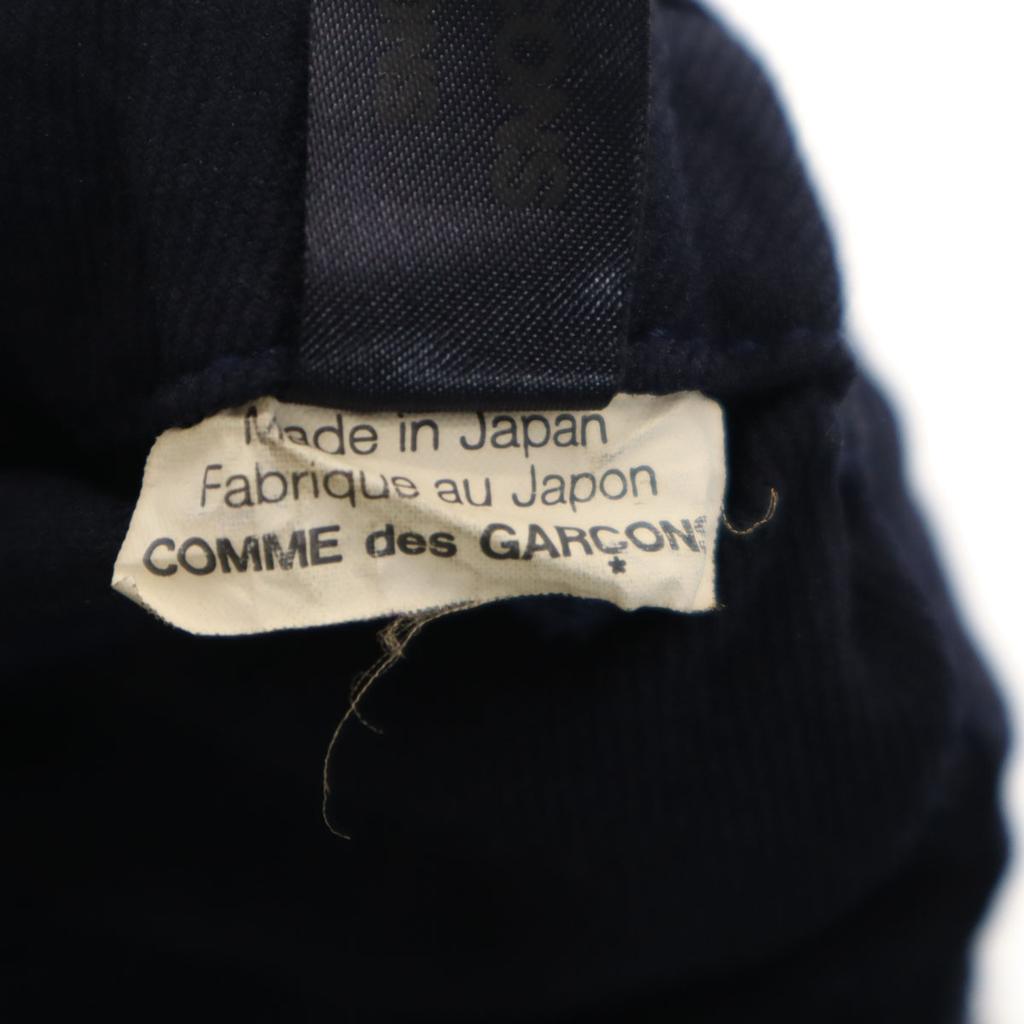 Made in Japan
Fabrique au Japon
COMME des GARÇONS
*